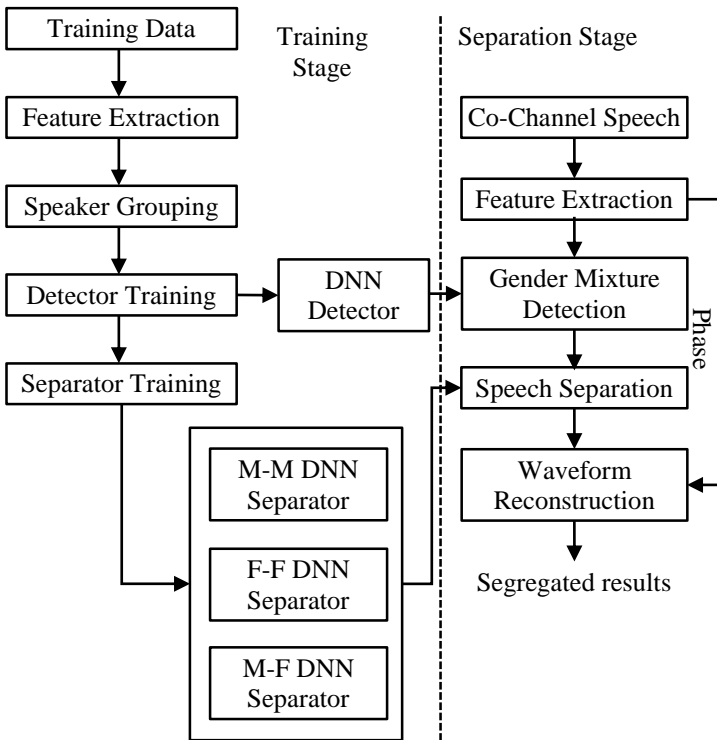 Training Data
Feature Extraction
Speaker Grouping
Detector Training
Separator Training
DNN
Detector
M-M DNN
Separator
F-F DNN
Separator
M-F DNN
Separator
Training
Stage
Separation Stage
Co-Channel Speech
Feature Extraction
Gender Mixture
Detection
Speech Separation
Waveform
Reconstruction
Segregated results
Phase